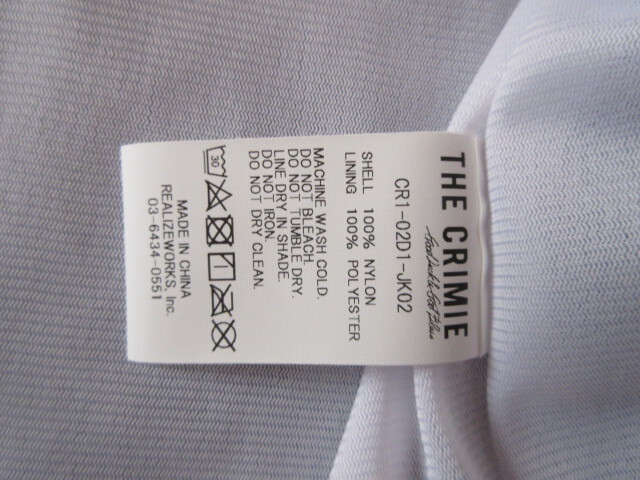 THE CRIMIE
CR1-02D1-JK02
SHELL 100% NYLON
LINING 100% POLYESTER
MACHINE WASH COLD.
DO NOT BLEACH.
DO NOT TUMBLE DRY.
LINE DRY IN SHADE.
DO NOT IRON.
DO NOT DRY CLEAN.
30
MADE IN CHINA
REALIZEWORKS, Inc.
03-6434-0551